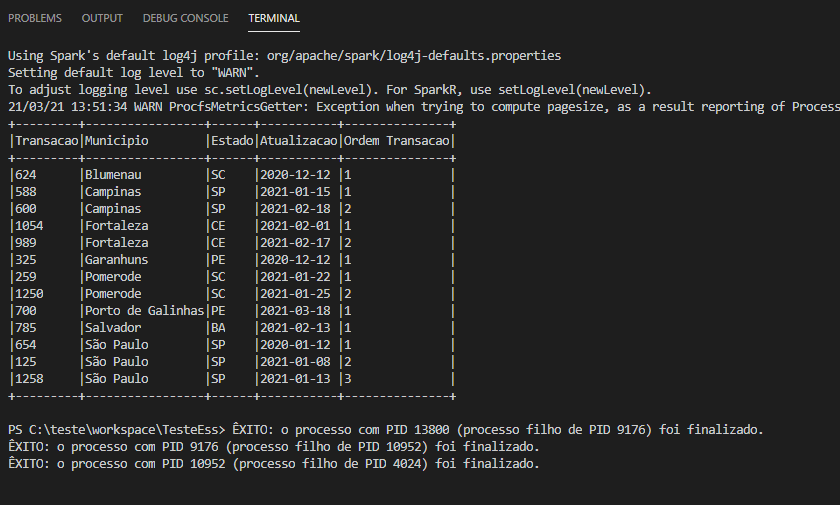 PROBLEMS OUTPUT DEBUG CONSOLE TERMINAL
Using Spark's default log4j profile: org/apache/spark/log4j-defaults.properties
Setting default log level to "WARN".
To adjust logging level use sc.setLogLevel(newLevel). For SparkR, use setLogLevel(newLevel).
21/03/21 13:51:34 WARN ProcfsMetricsGetter: Exception when trying to compute pagesize, as a result reporting of Process
+---------+-----------------+------+-----------+---------------+
|Transacao|Municipio        |Estado|Atualizacao|Ordem Transacao|
+---------+-----------------+------+-----------+---------------+
|624      |Blumenau         |SC    |2020-12-12 |1              |
|588      |Campinas         |SP    |2021-01-15 |1              |
|600      |Campinas         |SP    |2021-02-18 |2              |
|1054     |Fortaleza        |CE    |2021-02-01 |1              |
|989      |Fortaleza        |CE    |2021-02-17 |2              |
|325      |Garanhuns        |PE    |2020-12-12 |1              |
|259      |Pomerode         |SC    |2021-01-22 |1              |
|1250     |Pomerode         |SC    |2021-01-25 |2              |
|700      |Porto de Galinhas|PE    |2021-03-18 |1              |
|785      |Salvador         |BA    |2021-02-13 |1              |
|654      |São Paulo        |SP    |2020-01-12 |1              |
|125      |São Paulo        |SP    |2021-01-08 |2              |
|1258     |São Paulo        |SP    |2021-01-13 |3              |
+---------+-----------------+------+-----------+---------------+
PS C:\teste\workspace\TesteEss> ÊXITO: o processo com PID 13800 (processo filho de PID 9176) foi finalizado.
ÊXITO: o processo com PID 9176 (processo filho de PID 10952) foi finalizado.
ÊXITO: o processo com PID 10952 (processo filho de PID 4024) foi finalizado.